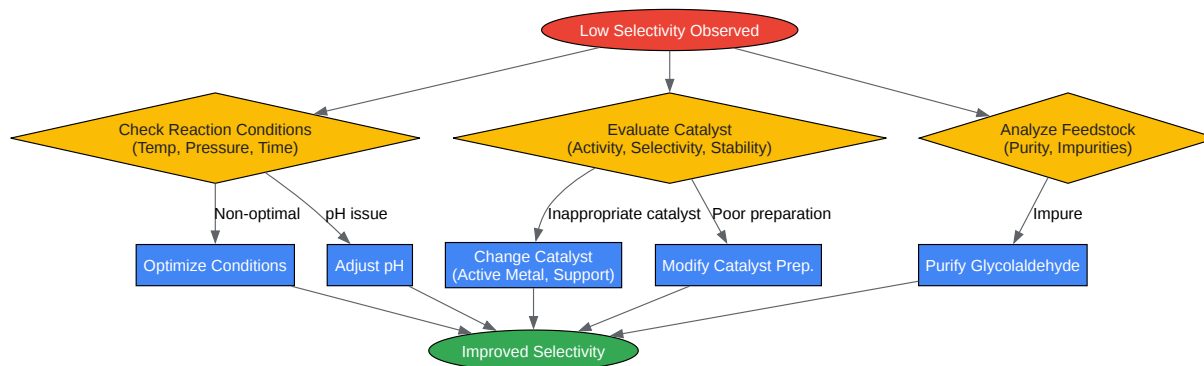 Low Selectivity Observed
Check Reaction Conditions
(Temp, Pressure, Time)
Evaluate Catalyst
(Activity, Selectivity, Stability)
Analyze Feedstock
(Purity, Impurities)
Non-optimal
pH issue
Inappropriate catalyst
Poor preparation
Impure
Optimize Conditions
Adjust pH
Change Catalyst
(Active Metal, Support)
Modify Catalyst Prep.
Purify Glycolaldehyde
Improved Selectivity